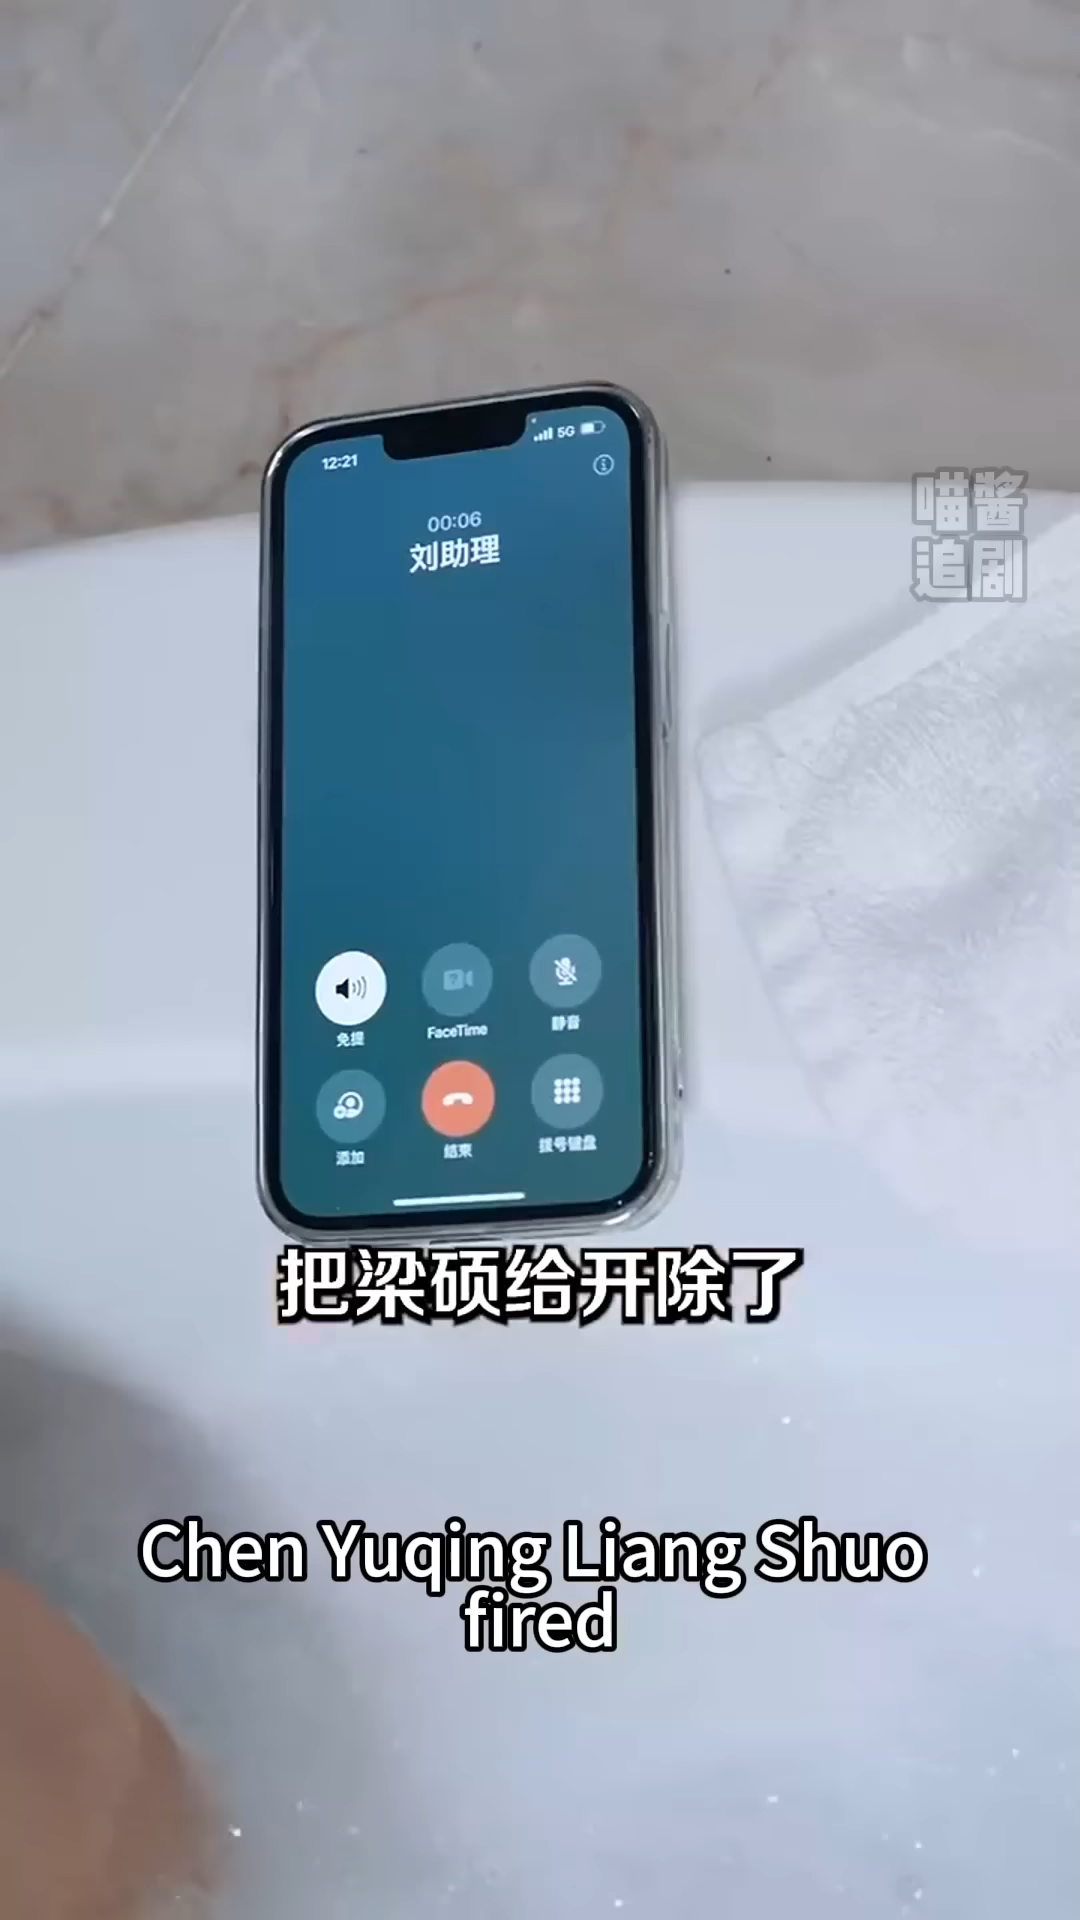 12:21
5G
00:06
刘助理
喵酱
追剧
免提
FaceTime
静音
添加
结束
拨号键盘
把梁硕给开除了
Chen Yuqing Liang Shuo
fired